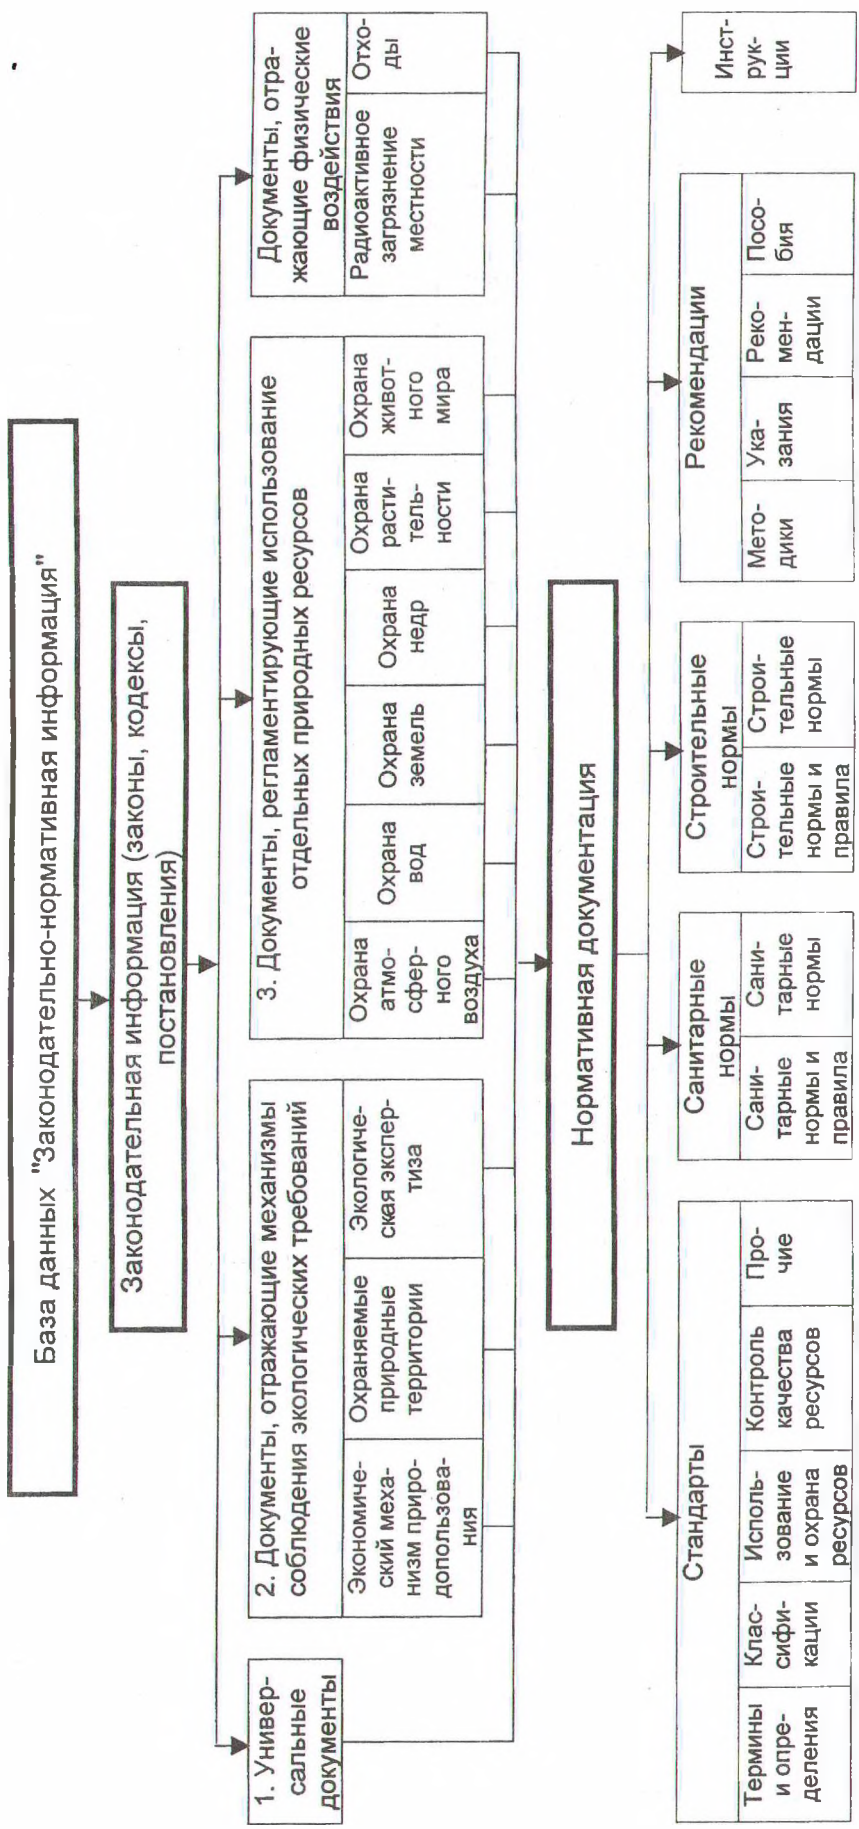 База данных "Законодательно-нормативная информация"
Законодательная информация (законы, кодексы,
постановления)
1. Универ-
сальные
документы
2. Документы, отражающие механизмы
соблюдения экологических требований
Экономиче-
ский меха-
низм приро-
допользова-
ния
Охраняемые
природные
территории
Экологиче-
ская экспер-
тиза
3. Документы, регламентирующие использование
отдельных природных ресурсов
Охрана
атмо-
сфер-
ного
воздуха
Охрана
вод
Охрана
земель
Охрана
недр
Охрана
расти-
тель-
ности
Охрана
живот-
ного
мира
Документы, отра-
жающие физические
воздействия
Радиоактивное
загрязнение
местности
Отхо-
ды
Нормативная документация
Стандарты
Термины
и опре-
деления
Клас-
сифи-
кации
Исполь-
зование
и охрана
ресурсов
Контроль
качества
ресурсов
Про-
чие
Санитарные
нормы
Сани-
тарные
нормы и
правила
Сани-
тарные
нормы
Строительные
нормы
Строи-
тельные
нормы и
правила
Строи-
тельные
нормы
Рекомендации
Мето-
дики
Ука-
зания
Реко-
мен-
дации
Посо-
бия
Инст-
рук-
ции